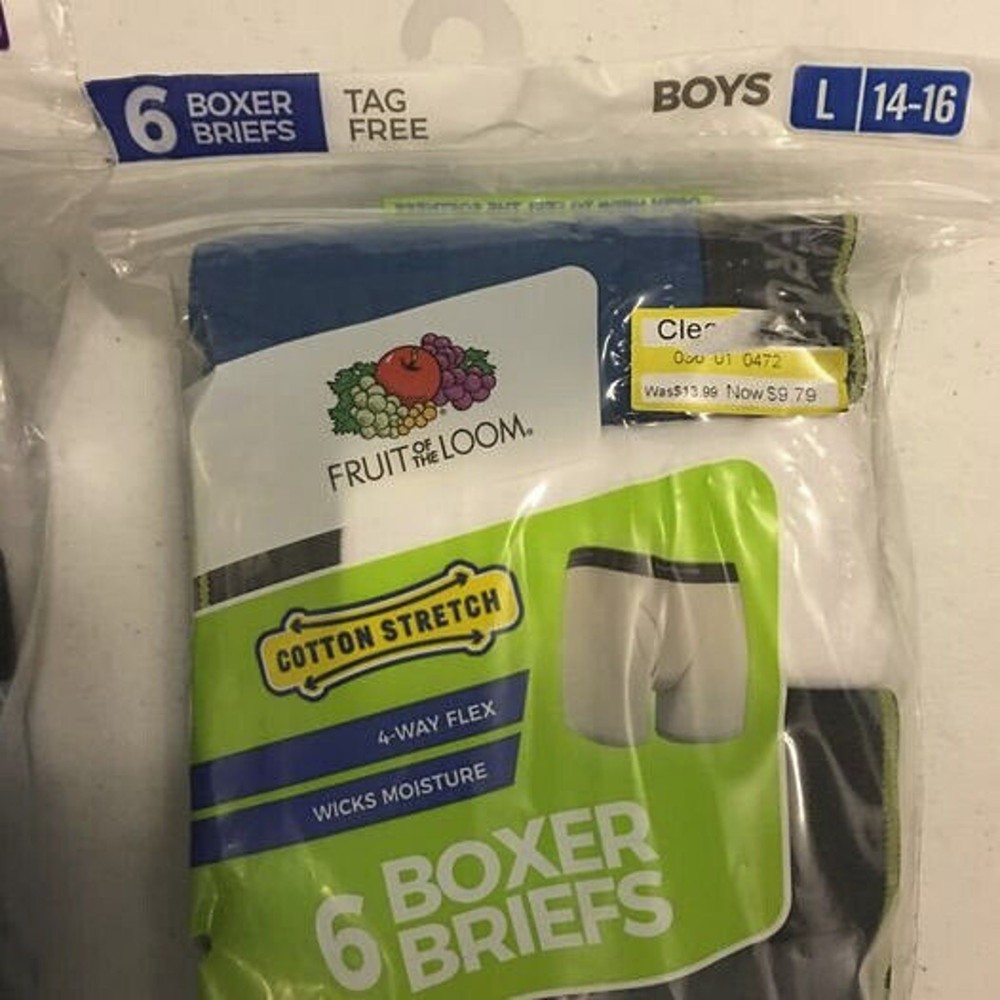 6 BOXER BRIEFS
TAG FREE
BOYS
L 14-16
FRUIT OF THE LOOM®
Was $13.99 Now $9.79
COTTON STRETCH
4-WAY FLEX
WICKS MOISTURE
6 BOXER BRIEFS